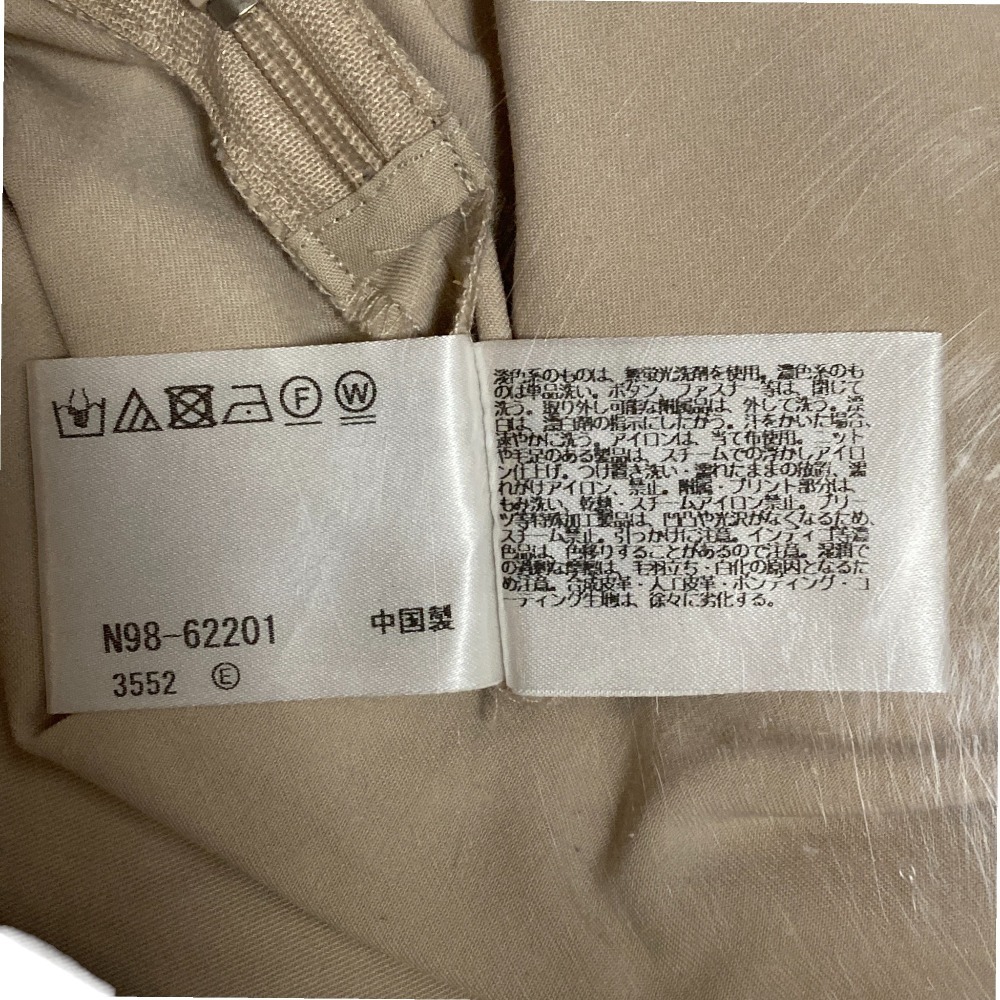 Ⓕ Ⓦ
N98-62201
中国製
3552 Ⓔ
淡色系のものは、無蛍光洗剤を使用。濃色系のも
のは単品洗い。ボタン、ファスナー等は、閉じて
洗う。取り外し可能な附属品は、外して洗う。漂
白は、漂白剤の指示にしたがう。汗をかいた場合、
速やかに洗う。アイロンは、当て布使用。ニット
や毛足のある製品は、スチームでの浮かしアイロ
ン仕上げ。つけ置き洗い・濡れたままの放置、濡
れがけアイロン、禁止。附属・プリント部分は、
もみ洗い、乾熱・スチームアイロン禁止。プリー
ツ等特殊加工製品は、凹凸や光沢がなくなるため、
スチーム禁止。引っかけに注意。インディゴ等濃
色品は、色移りすることがあるので注意。湿潤で
の過剰な摩擦は、毛羽立ち・白化の原因となるた
め注意。合成皮革・人工皮革・ボンディング・コ
ーティング生地は、徐々に劣化する。